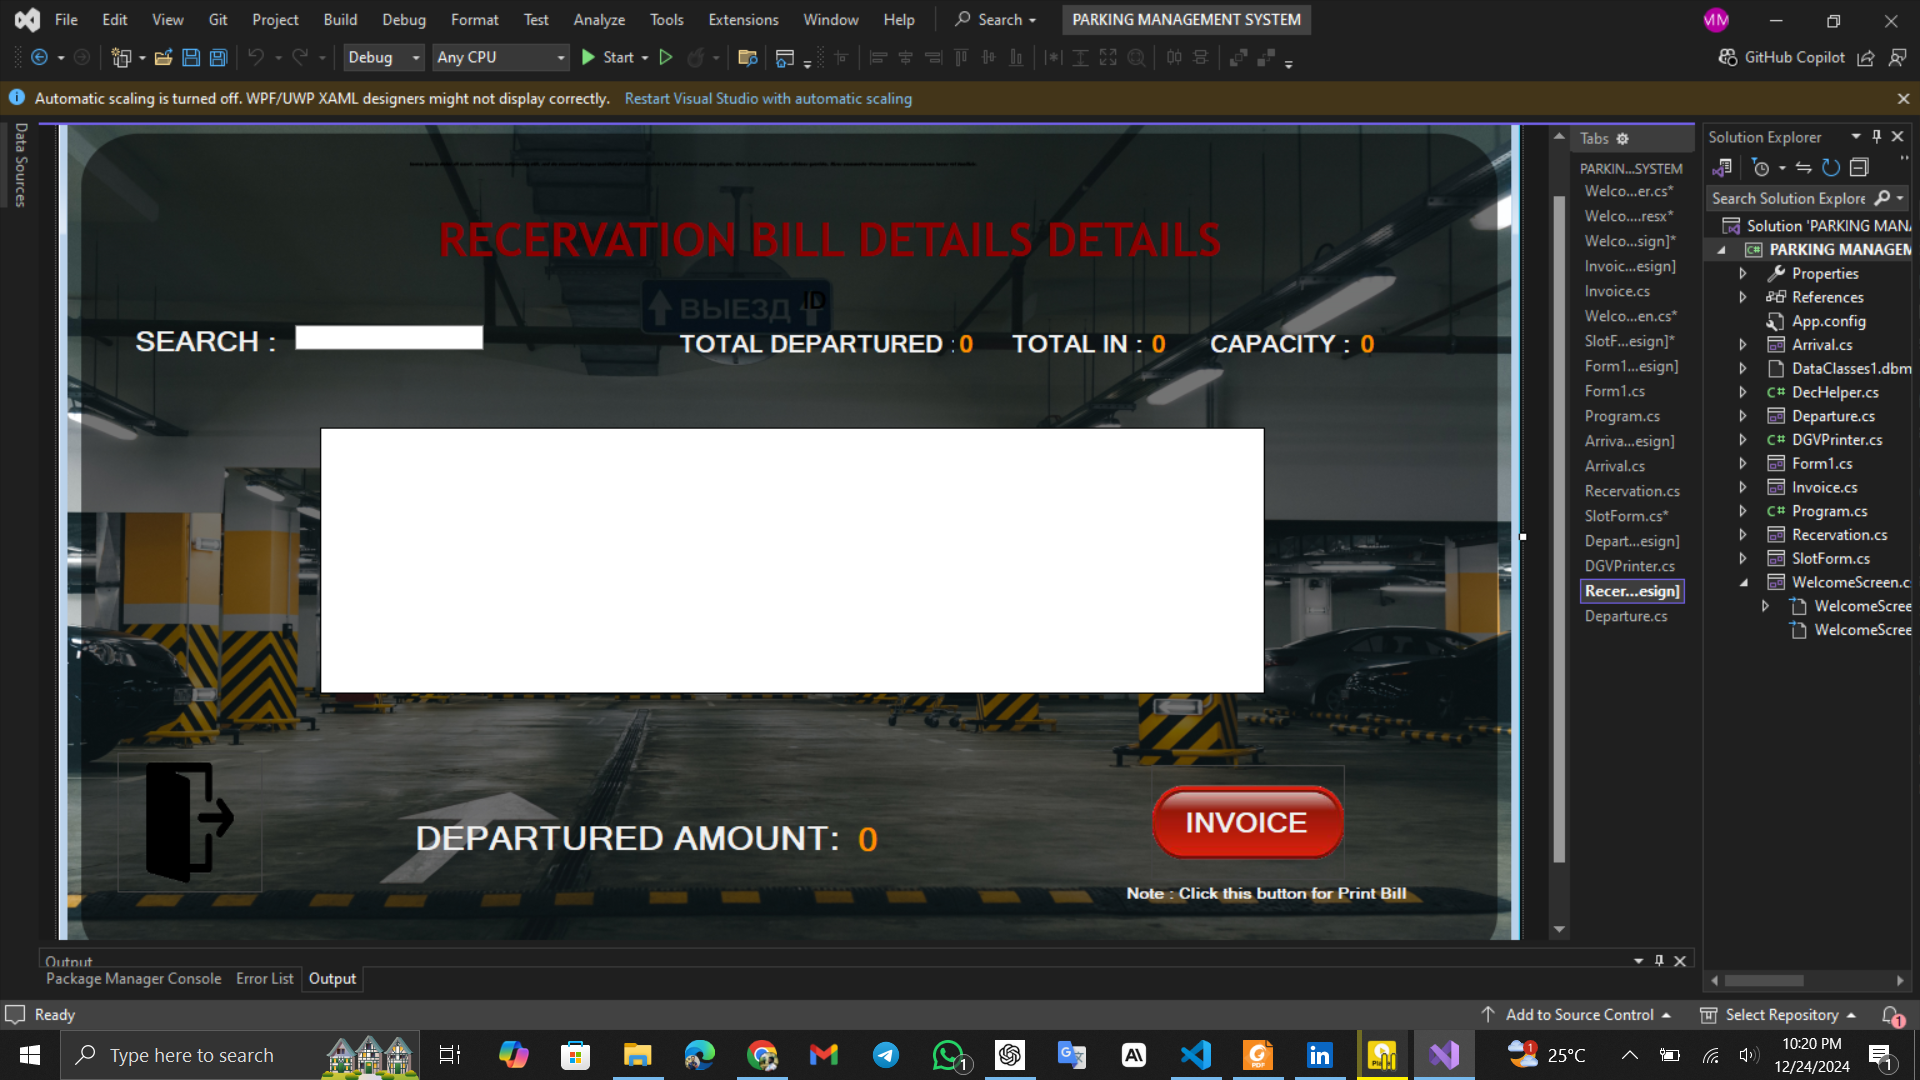 File Edit View Git Project Build Debug Format Test Analyze Tools Extensions Window Help Search PARKING MANAGEMENT SYSTEM MM
Debug Any CPU Start GitHub Copilot
Automatic scaling is turned off. WPF/UWP XAML designers might not display correctly. Restart Visual Studio with automatic scaling
Data Sources
RECERVATION BILL DETAILS DETAILS
ВЫЕЗД ID
SEARCH :
TOTAL DEPARTURED : 0 TOTAL IN : 0 CAPACITY : 0
DEPARTURED AMOUNT: 0
INVOICE
Note : Click this button for Print Bill
Tabs
PARKIN...SYSTEM
Welco...er.cs*
Welco....resx*
Welco...sign]*
Invoic...esign]
Invoice.cs
Welco...en.cs*
SlotF...esign]*
Form1...esign]
Form1.cs
Program.cs
Arriva...esign]
Arrival.cs
Recervation.cs
SlotForm.cs*
Depart...esign]
DGVPrinter.cs
Recer...esign]
Departure.cs
Solution Explorer
Search Solution Explore
Solution 'PARKING MANA
PARKING MANAGEM
Properties
References
App.config
Arrival.cs
DataClasses1.dbm
C# DecHelper.cs
Departure.cs
C# DGVPrinter.cs
Form1.cs
Invoice.cs
C# Program.cs
Recervation.cs
SlotForm.cs
WelcomeScreen.c
WelcomeScree
WelcomeScree
Output
Package Manager Console Error List Output
Ready Add to Source Control Select Repository 1
Type here to search 25°C 10:20 PM
12/24/2024